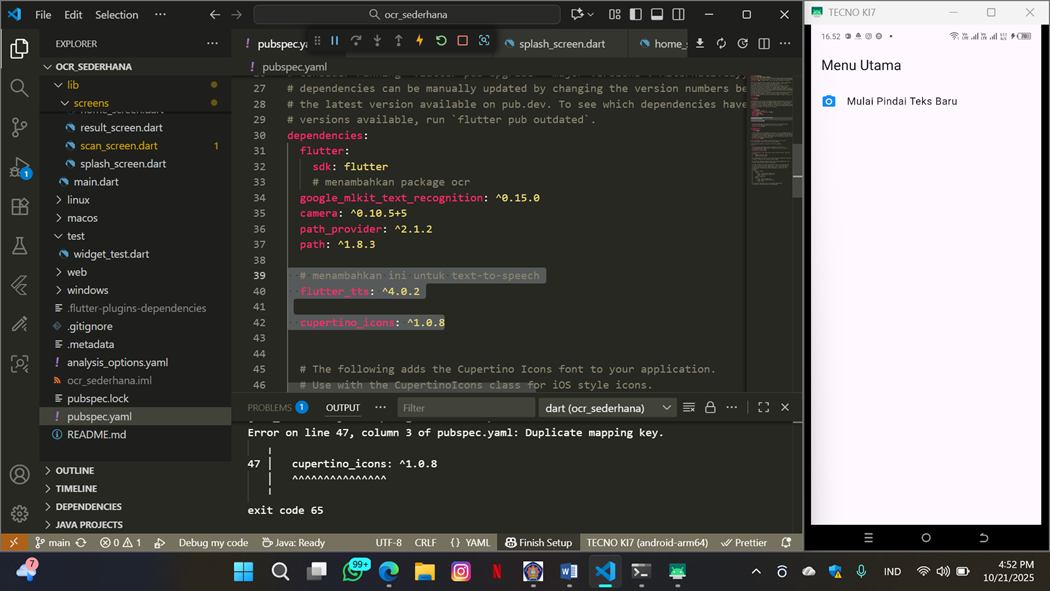 File Edit Selection ··· ocr_sederhana
TECNO KI7
EXPLORER ···
! pubspec.ya
splash_screen.dart
home_
! pubspec.yaml
OCR_SEDERHANA
lib
screens
home_screen.dart
result_screen.dart
scan_screen.dart 1
splash_screen.dart
main.dart
linux
macos
test
widget_test.dart
web
windows
.flutter-plugins-dependencies
.gitignore
.metadata
! analysis_options.yaml
ocr_sederhana.iml
pubspec.lock
! pubspec.yaml
README.md
OUTLINE
TIMELINE
DEPENDENCIES
JAVA PROJECTS
1
27 # dependencies can be manually updated by changing the version numbers be
28 # the latest version available on pub.dev. To see which dependencies have
29 # versions available, run `flutter pub outdated`.
30 dependencies:
31 flutter:
32 sdk: flutter
33 # menambahkan package ocr
34 google_mlkit_text_recognition: ^0.15.0
35 camera: ^0.10.5+5
36 path_provider: ^2.1.2
37 path: ^1.8.3
38
39 # menambahkan ini untuk text-to-speech
40 flutter_tts: ^4.0.2
41
42 cupertino_icons: ^1.0.8
43
44
45 # The following adds the Cupertino Icons font to your application.
46 # Use with the CupertinoIcons class for iOS style icons.
PROBLEMS 1 OUTPUT ··· Filter dart (ocr_sederhana) ···
Error on line 47, column 3 of pubspec.yaml: Duplicate mapping key.
47 | cupertino_icons: ^1.0.8
^^^^^^^^^^^^^^^
exit code 65
main 0 1 Debug my code Java: Ready UTF-8 CRLF {} YAML Finish Setup TECNO KI7 (android-arm64) Prettier
16.52
Menu Utama
Mulai Pindai Teks Baru
7
99+
IND
4:52 PM
10/21/2025